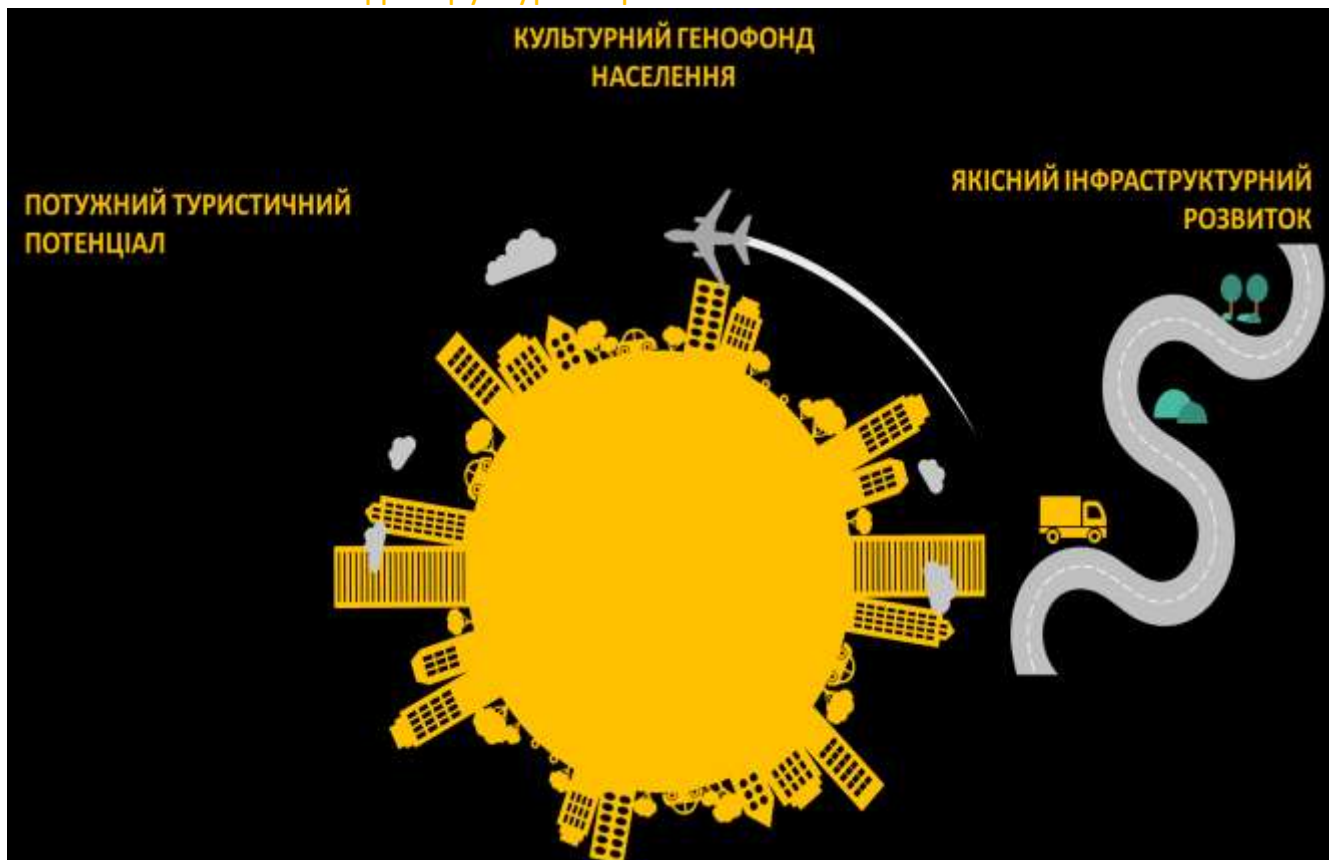 КУЛЬТУРНИЙ ГЕНОФОНД
НАСЕЛЕННЯ
ПОТУЖНИЙ ТУРИСТИЧНИЙ
ПОТЕНЦІАЛ
ЯКІСНИЙ ІНФРАСТРУКТУРНИЙ
РОЗВИТОК